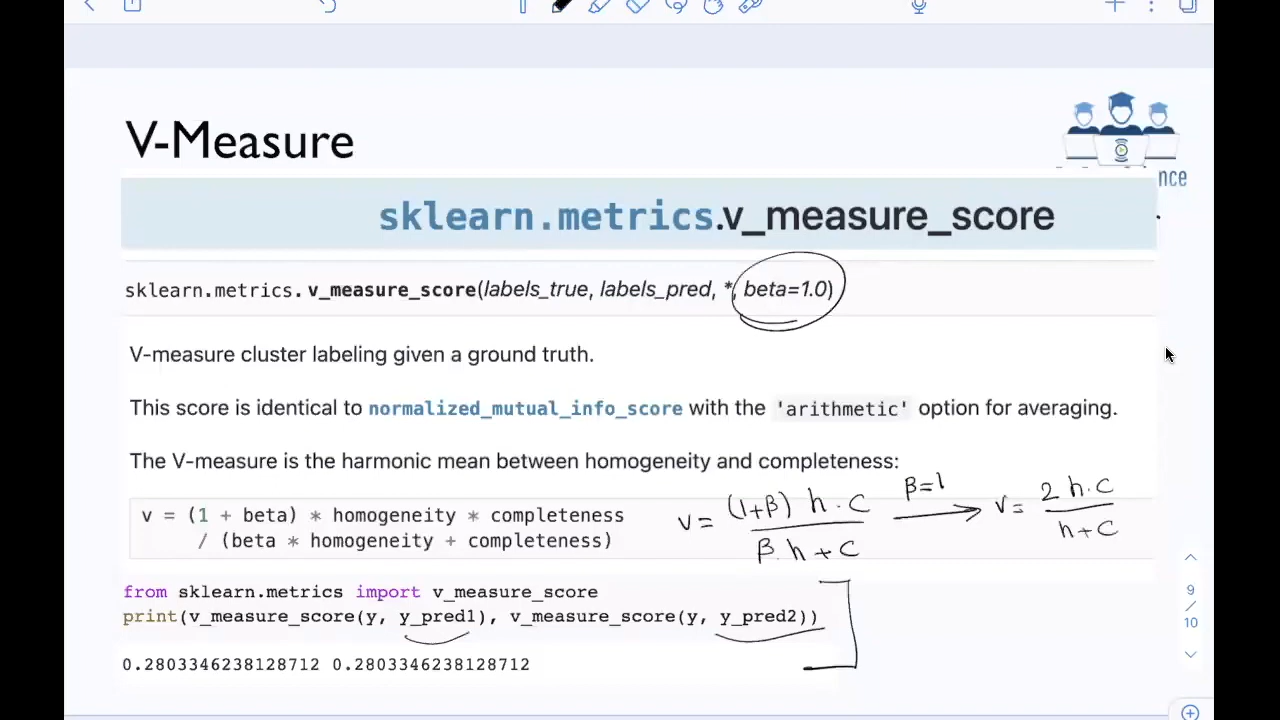 V-Measure
nce
sklearn.metrics.v_measure_score
sklearn.metrics.v_measure_score(labels_true, labels_pred, *, beta=1.0)
V-measure cluster labeling given a ground truth.
This score is identical to normalized_mutual_info_score with the 'arithmetic' option for averaging.
The V-measure is the harmonic mean between homogeneity and completeness:
v = (1 + beta) * homogeneity * completeness
/ (beta * homogeneity + completeness)
v = (1+β) h·c / β·h+c β=1 → v = 2h·c / h+c
from sklearn.metrics import v_measure_score
print(v_measure_score(y, y_pred1), v_measure_score(y, y_pred2))
0.2803346238128712 0.2803346238128712
9
/
10